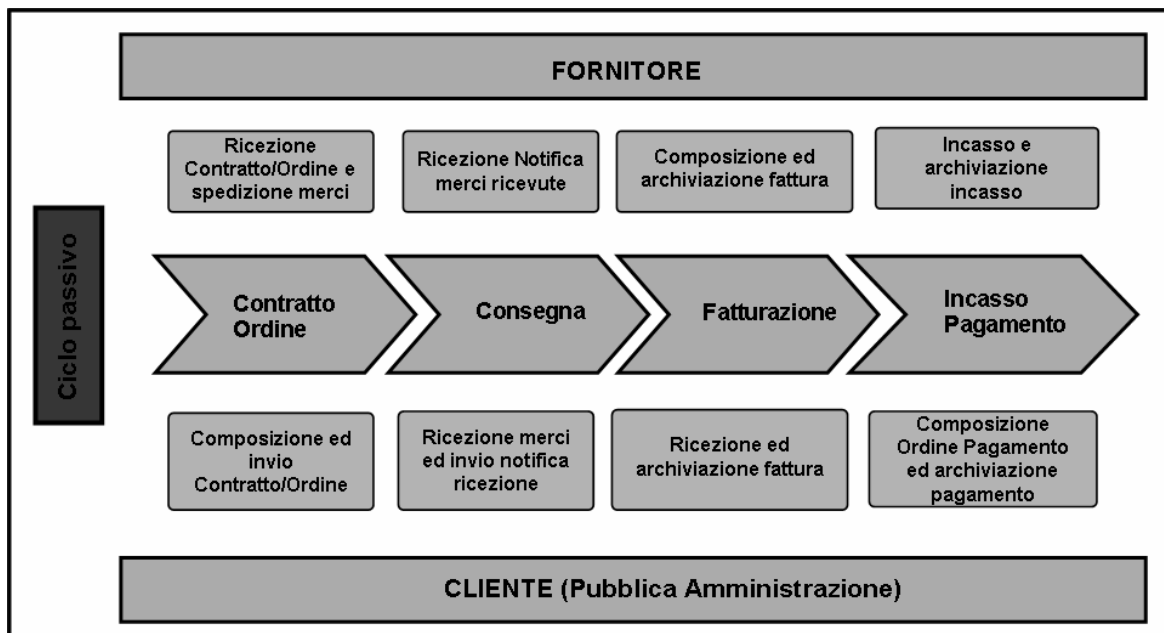 FORNITORE
Ricezione
Contratto/Ordine e
spedizione merci
Ricezione Notifica
merci ricevute
Composizione ed
archiviazione fattura
Incasso e
archiviazione
incasso
Ciclo passivo
Contratto
Ordine
Consegna
Fatturazione
Incasso
Pagamento
Composizione ed
invio
Contratto/Ordine
Ricezione merci
ed invio notifica
ricezione
Ricezione ed
archiviazione fattura
Composizione
Ordine Pagamento
ed archiviazione
pagamento
CLIENTE (Pubblica Amministrazione)